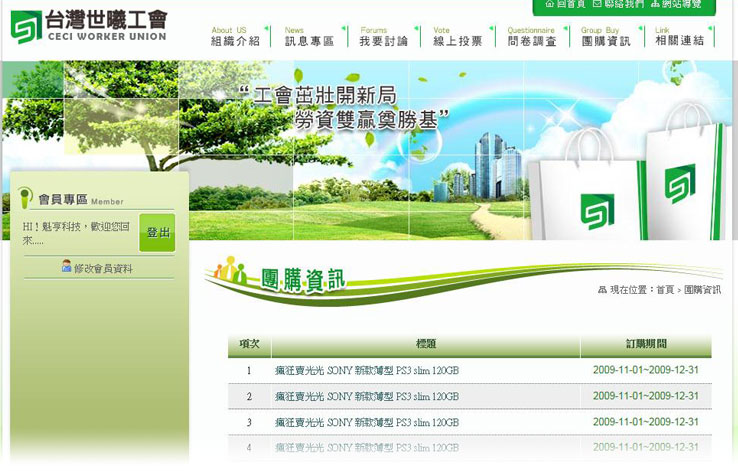 回首頁 聯絡我們 網站導覽
台灣世曦工會
CECI WORKER UNION
About US News Forums Vote Questionnaire Group Buy Link
組織介紹 訊息專區 我要討論 線上投票 問卷調查 團購資訊 相關連結
“工會茁壯開新局
勞資雙贏奠勝基”
會員專區 Member
HI！魁亨科技，歡迎您回
來.....
登出
修改會員資料
團購資訊
現在位置：首頁 > 團購資訊
項次 標題 訂購期間
1 瘋狂賣光光 SONY 新款薄型 PS3 slim 120GB 2009-11-01~2009-12-31
2 瘋狂賣光光 SONY 新款薄型 PS3 slim 120GB 2009-11-01~2009-12-31
3 瘋狂賣光光 SONY 新款薄型 PS3 slim 120GB 2009-11-01~2009-12-31
4 瘋狂賣光光 SONY 新款薄型 PS3 slim 120GB 2009-11-01~2009-12-31